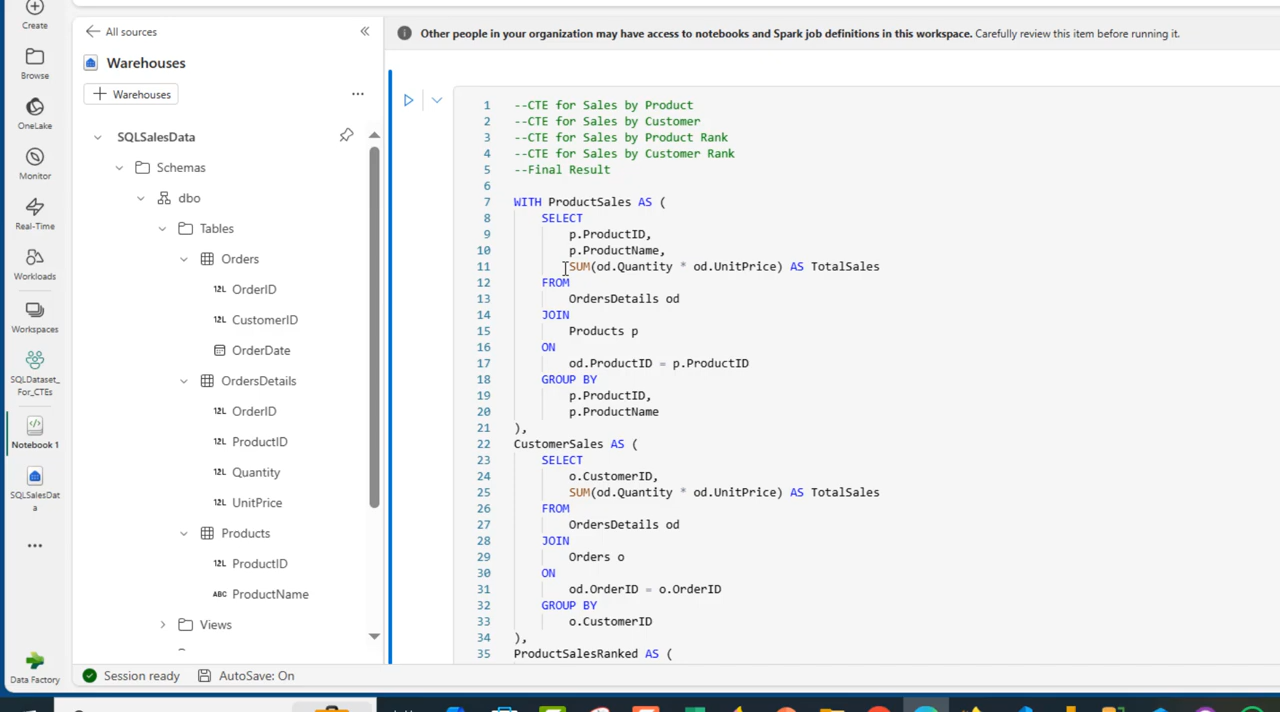 Create
Browse
OneLake
Monitor
Real-Time
Workloads
Workspaces
SQLDataset_
For_CTEs
Notebook 1
SQLSalesDat
a
Data Factory
All sources
Warehouses
Warehouses
SQLSalesData
Schemas
dbo
Tables
Orders
12L OrderID
12L CustomerID
OrderDate
OrdersDetails
12L OrderID
12L ProductID
12L Quantity
12L UnitPrice
Products
12L ProductID
ABC ProductName
Views
Other people in your organization may have access to notebooks and Spark job definitions in this workspace. Carefully review this item before running it.
1 --CTE for Sales by Product
2 --CTE for Sales by Customer
3 --CTE for Sales by Product Rank
4 --CTE for Sales by Customer Rank
5 --Final Result
6
7 WITH ProductSales AS (
8 SELECT
9 p.ProductID,
10 p.ProductName,
11 SUM(od.Quantity * od.UnitPrice) AS TotalSales
12 FROM
13 OrdersDetails od
14 JOIN
15 Products p
16 ON
17 od.ProductID = p.ProductID
18 GROUP BY
19 p.ProductID,
20 p.ProductName
21 ),
22 CustomerSales AS (
23 SELECT
24 o.CustomerID,
25 SUM(od.Quantity * od.UnitPrice) AS TotalSales
26 FROM
27 OrdersDetails od
28 JOIN
29 Orders o
30 ON
31 od.OrderID = o.OrderID
32 GROUP BY
33 o.CustomerID
34 ),
35 ProductSalesRanked AS (
Session ready
AutoSave: On